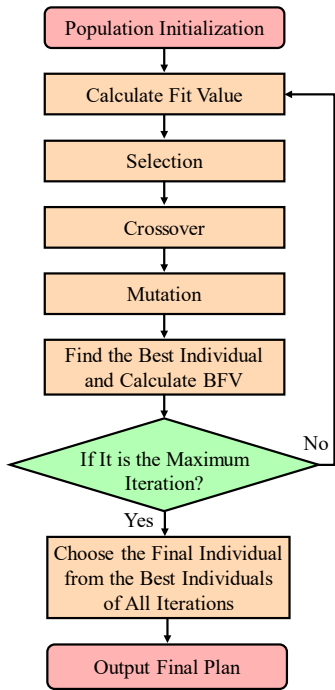 Population Initialization
Calculate Fit Value
Selection
Crossover
Mutation
Find the Best Individual
and Calculate BFV
If It is the Maximum
Iteration?
No
Yes
Choose the Final Individual
from the Best Individuals
of All Iterations
Output Final Plan